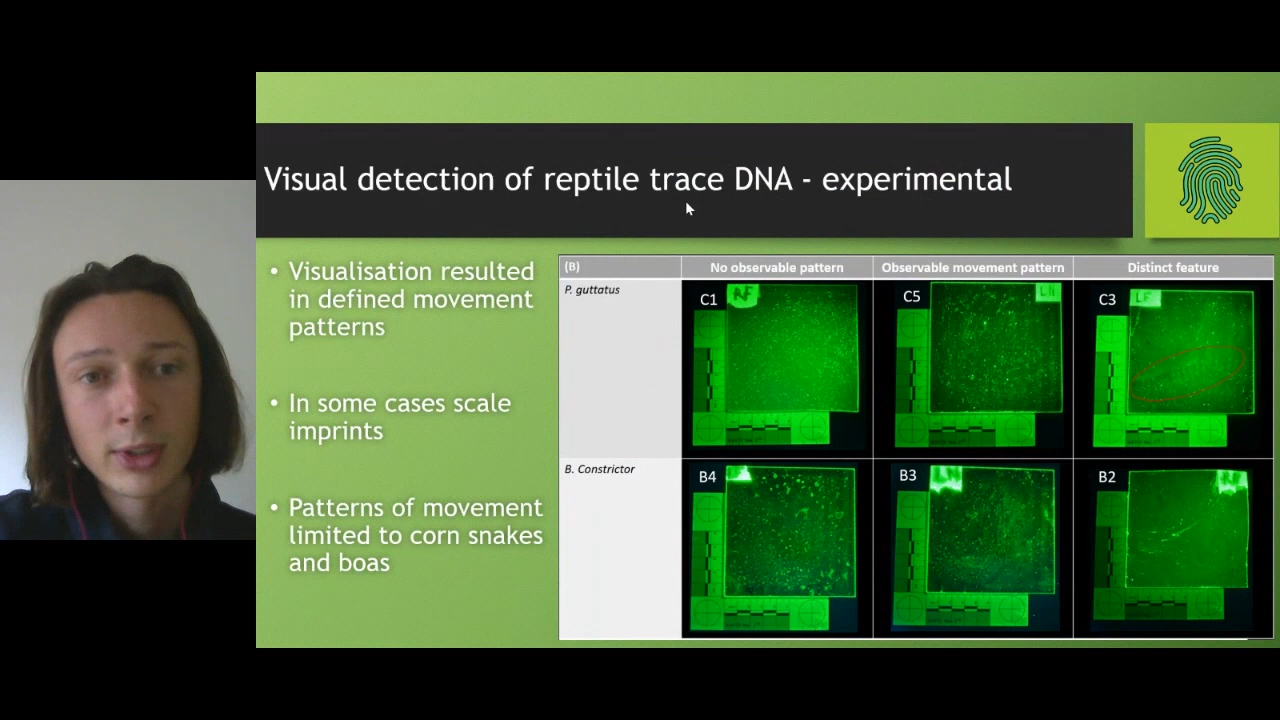 Visual detection of reptile trace DNA - experimental
• Visualisation resulted
in defined movement
patterns
• In some cases scale
imprints
• Patterns of movement
limited to corn snakes
and boas
(B) No observable pattern Observable movement pattern Distinct feature
P. guttatus C1 C5 C3
B. Constrictor B4 B3 B2